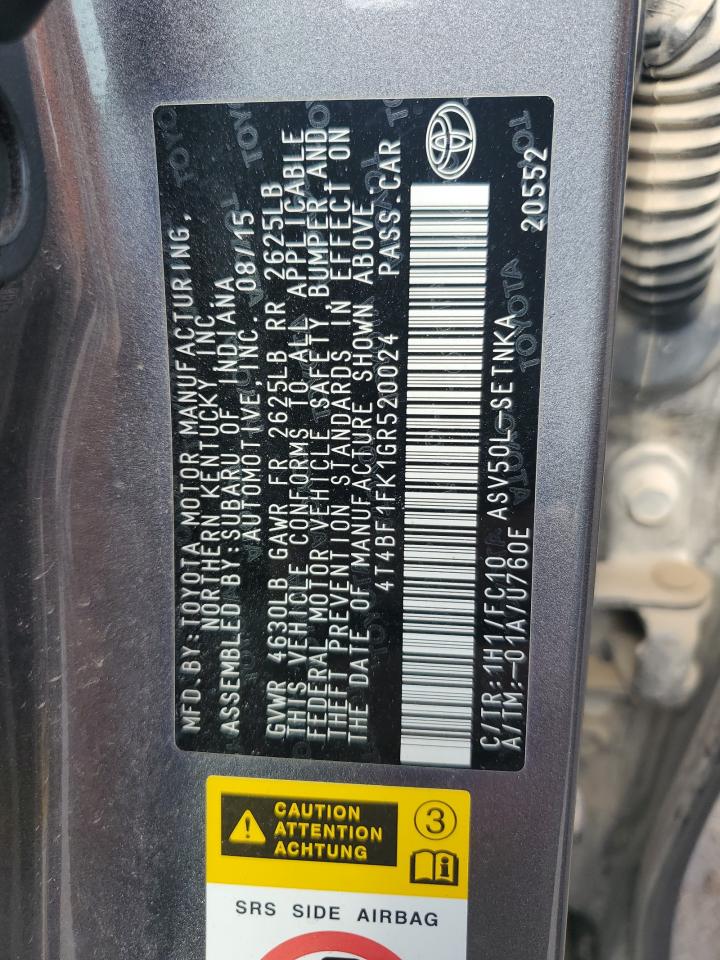 MFD. BY:TOYOTA MOTOR MANUFACTURING,
NORTHERN KENTUCKY INC.
ASSEMBLED BY:SUBARU OF INDIANA
AUTOMOTIVE, INC. 08/15
GVWR 4630LB GAWR FR 2625LB RR 2625LB
THIS VEHICLE CONFORMS TO ALL APPLICABLE
FEDERAL MOTOR VEHICLE SAFETY, BUMPER AND
THEFT PREVENTION STANDARDS IN EFFECT ON
THE DATE OF MANUFACTURE SHOWN ABOVE
4T4BF1FK1GR520024 PASS.CAR
C/TR:1H1/FC10 ASV50L-SETNKA
A/TM:-01A/U760E 20552
CAUTION
ATTENTION
ACHTUNG
3
SRS SIDE AIRBAG